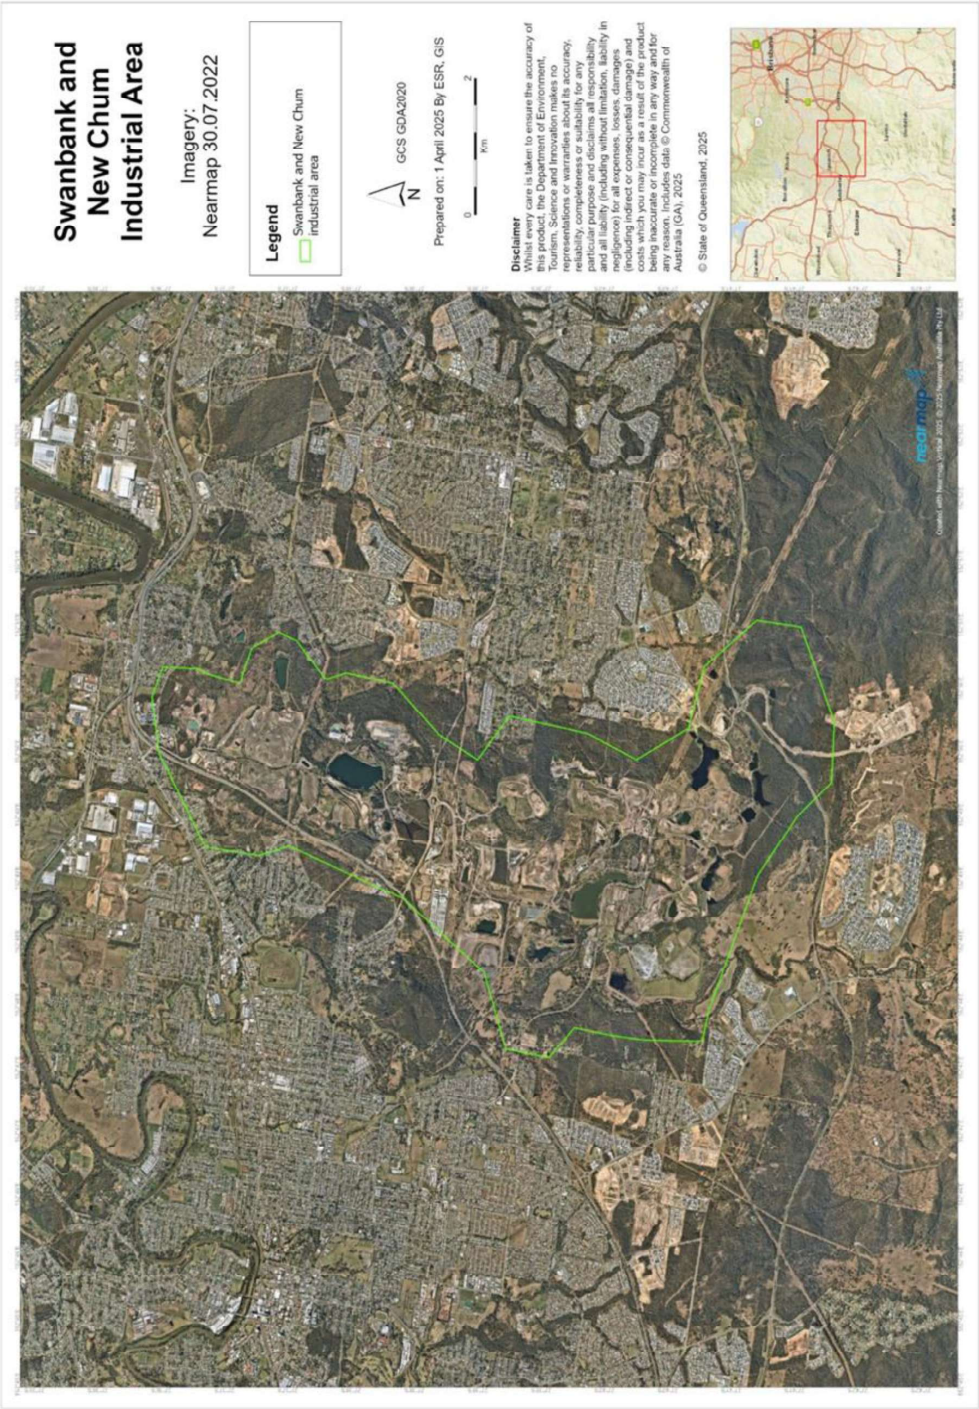 Swanbank and
New Chum
Industrial Area
Imagery:
Nearmap 30.07.2022
Legend
Swanbank and New Chum
industrial area
N
GCS GDA2020
Prepared on: 1 April 2025 By ESR, GIS
0
2
Km
Disclaimer
Whilst every care is taken to ensure the accuracy of
this product, the Department of Environment,
Tourism, Science and Innovation makes no
representations or warranties about its accuracy,
reliability, completeness or suitability for any
particular purpose and disclaims all responsibility
and all liability (including without limitation, liability in
negligence) for all expenses, losses, damages
(including indirect or consequential damage) and
costs which you may incur as a result of the product
being inaccurate or incomplete in any way and for
any reason. Includes data © Commonwealth of
Australia (GA), 2025
© State of Queensland, 2025
Brisbane
nearmap